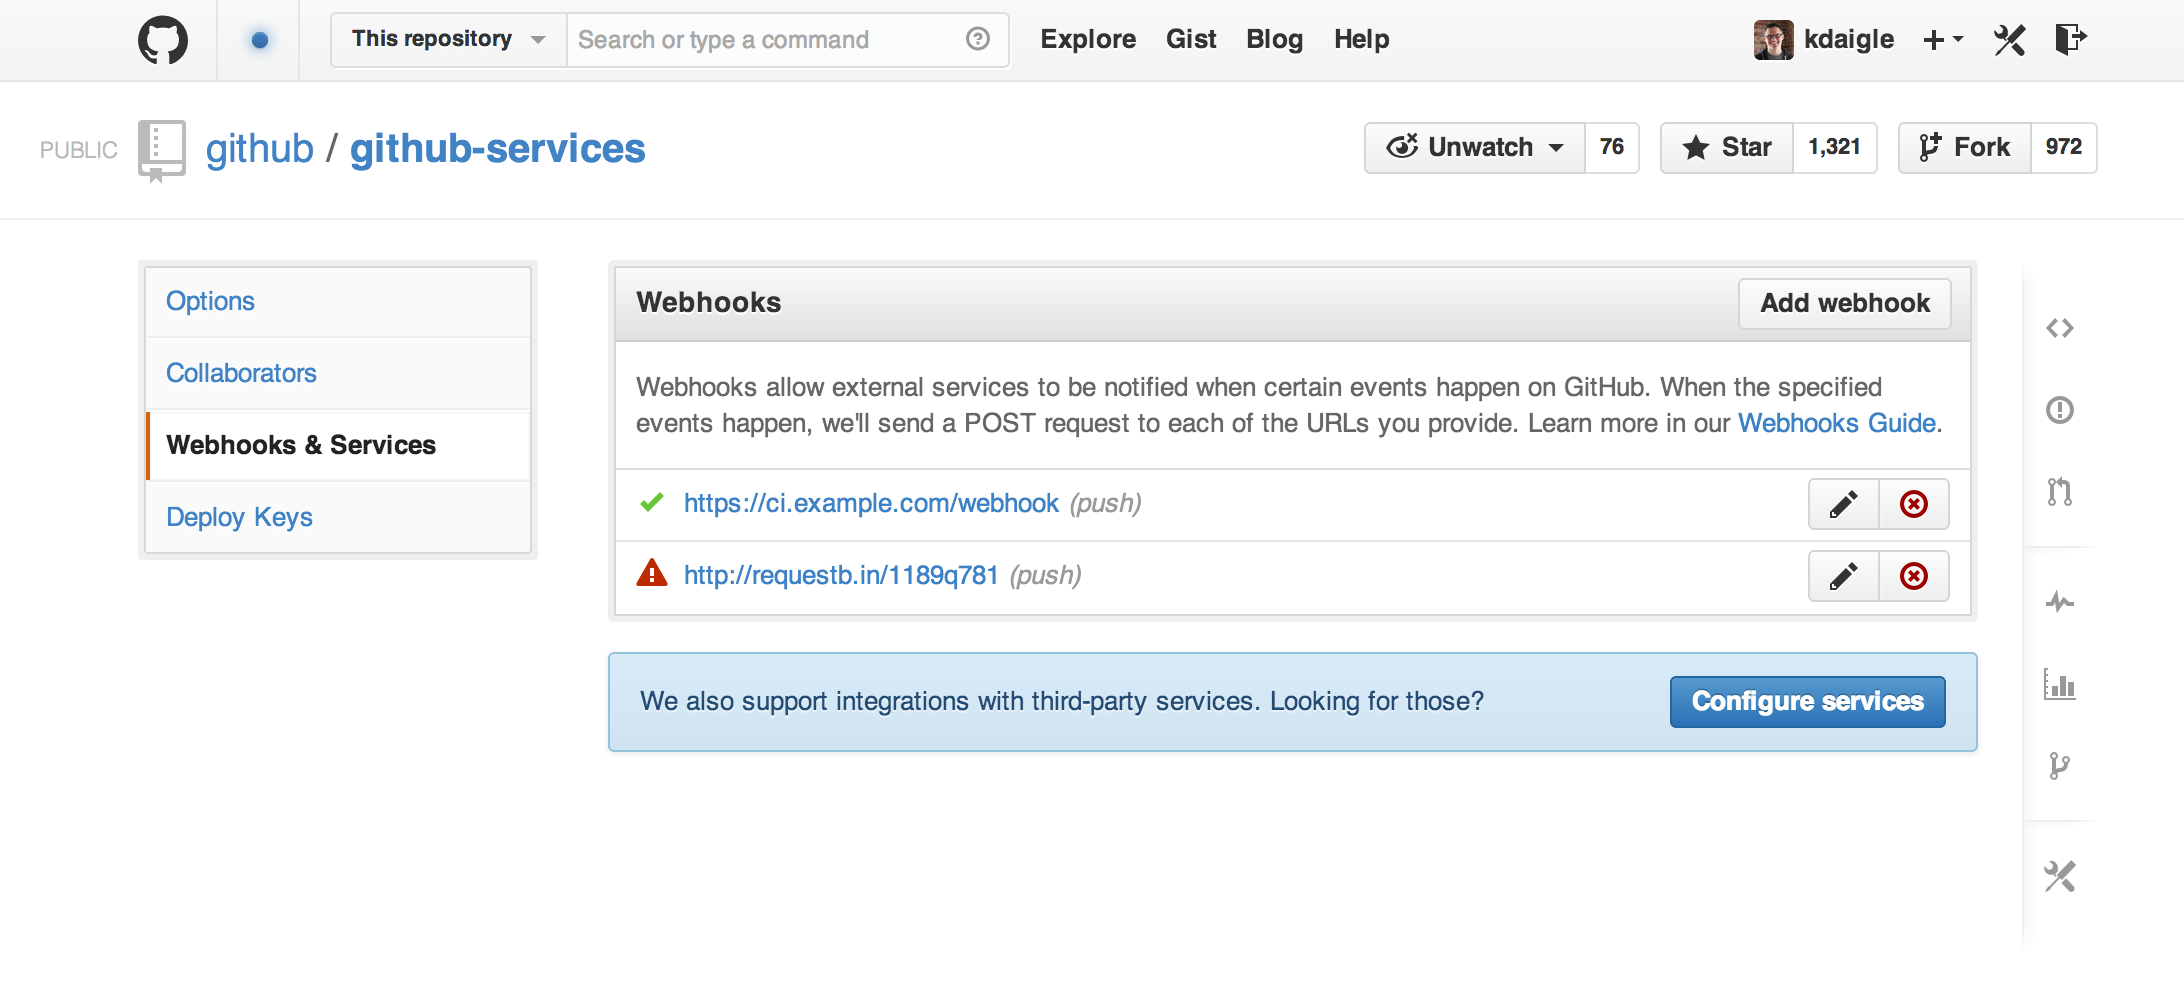 This repository
Search or type a command
Explore Gist Blog Help
kdaigle
PUBLIC github / github-services
Unwatch 76
Star 1,321
Fork 972
Options
Collaborators
Webhooks & Services
Deploy Keys
Webhooks
Add webhook
Webhooks allow external services to be notified when certain events happen on GitHub. When the specified
events happen, we'll send a POST request to each of the URLs you provide. Learn more in our Webhooks Guide.
https://ci.example.com/webhook (push)
http://requestb.in/1189q781 (push)
We also support integrations with third-party services. Looking for those?
Configure services